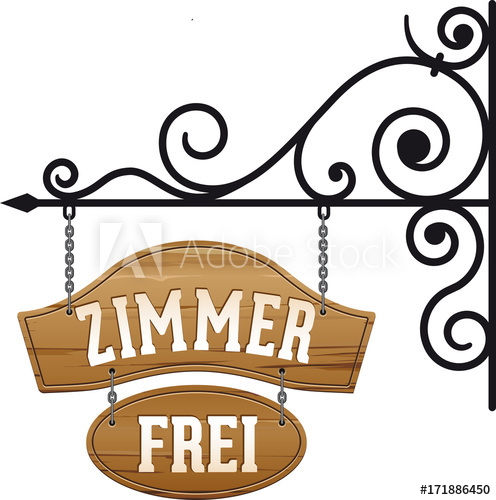 Adobe Stock
ZIMMER
FREI
#171886450